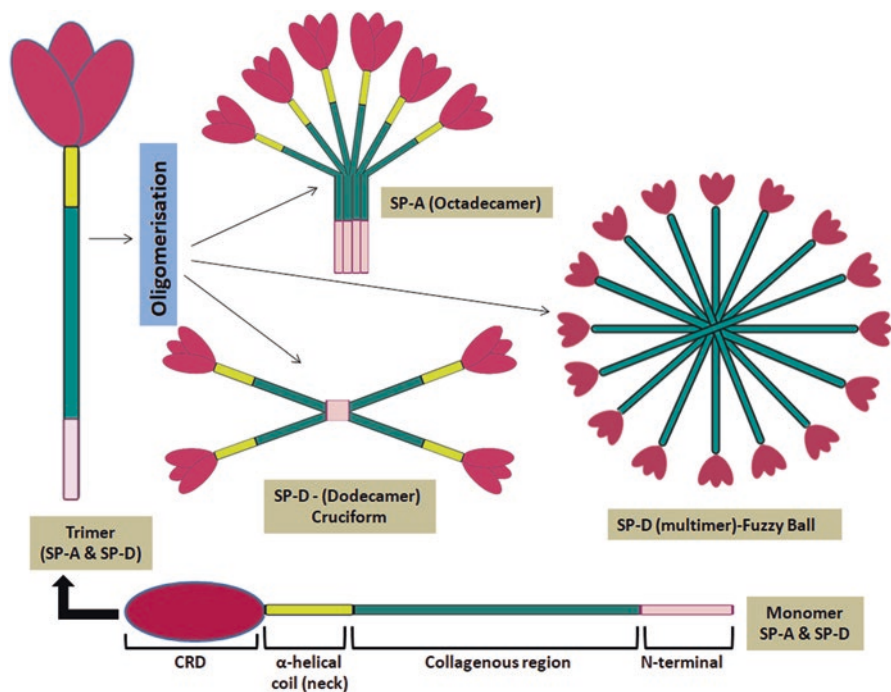 Oligomerisation
SP-A (Octadecamer)
SP-D - (Dodecamer)
Cruciform
SP-D (multimer)-Fuzzy Ball
Trimer
(SP-A & SP-D)
Monomer
SP-A & SP-D
CRD
α-helical
coil (neck)
Collagenous region
N-terminal